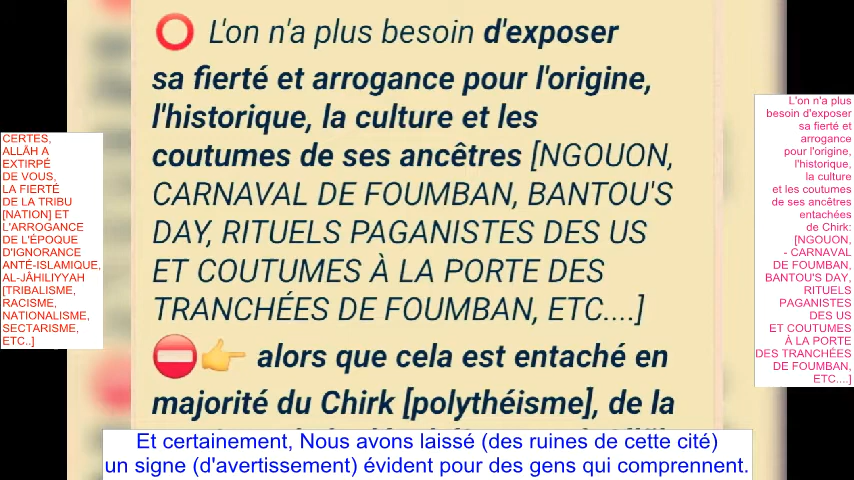 L'on n'a plus besoin d'exposer
sa fierté et arrogance pour l'origine,
l'historique, la culture et les
coutumes de ses ancêtres [NGOUON,
CARNAVAL DE FOUMBAN, BANTOU'S
DAY, RITUELS PAGANISTES DES US
ET COUTUMES À LA PORTE DES
TRANCHÉES DE FOUMBAN, ETC....]
alors que cela est entaché en
majorité du Chirk [polythéisme], de la
CERTES,
ALLÂH A
EXTIRPÉ
DE VOUS,
LA FIERTÉ
DE LA TRIBU
[NATION] ET
L'ARROGANCE
DE L'ÉPOQUE
D'IGNORANCE
ANTÉ-ISLAMIQUE,
AL-JÂHILIYYAH
[TRIBALISME,
RACISME,
NATIONALISME,
SECTARISME,
ETC..]
L'on n'a plus
besoin d'exposer
sa fierté et
arrogance
pour l'origine,
l'historique,
la culture
et les coutumes
de ses ancêtres
entachées
de Chirk:
[NGOUON,
- CARNAVAL
DE FOUMBAN,
BANTOU'S DAY,
RITUELS
PAGANISTES
DES US
ET COUTUMES
À LA PORTE
DES TRANCHÉES
DE FOUMBAN,
ETC....]
Et certainement, Nous avons laissé (des ruines de cette cité)
un signe (d'avertissement) évident pour des gens qui comprennent.